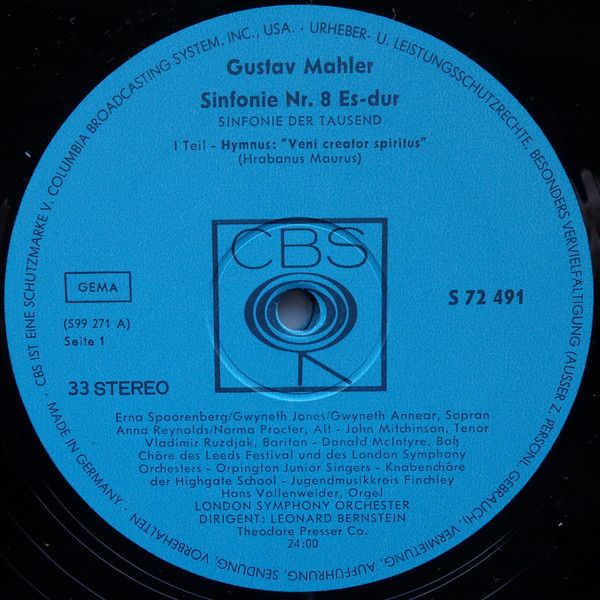 CBS IST EINE SCHUTZMARKE V. COLUMBIA BROADCASTING SYSTEM, INC., USA. · URHEBER- U. LEISTUNGSSCHUTZRECHTE, BESONDERS VERVIELFÄLTIGUNG (AUSSER Z. PERSÖNL. GEBRAUCH), VERMIETUNG, AUFFÜHRUNG, SENDUNG, VORBEHALTEN · MADE IN GERMANY ·
Gustav Mahler
Sinfonie Nr. 8 Es-dur
SINFONIE DER TAUSEND
I Teil - Hymnus: "Veni creator spiritus"
(Hrabanus Maurus)
CBS
GEMA
S 72 491
(S99 271 A)
Seite 1
33 STEREO
Erna Spoorenberg/Gwyneth Jones/Gwyneth Annear, Sopran
Anna Reynolds/Norma Procter, Alt - John Mitchinson, Tenor
Vladimir Ruzdjak, Bariton - Donald McIntyre, Baß
Chöre des Leeds Festival und des London Symphony
Orchesters - Orpington Junior Singers - Knabenchöre
der Highgate School - Jugendmusikkreis Finchley
Hans Vollenweider, Orgel
LONDON SYMPHONY ORCHESTER
DIRIGENT: LEONARD BERNSTEIN
Theodore Presser Co.
24:00